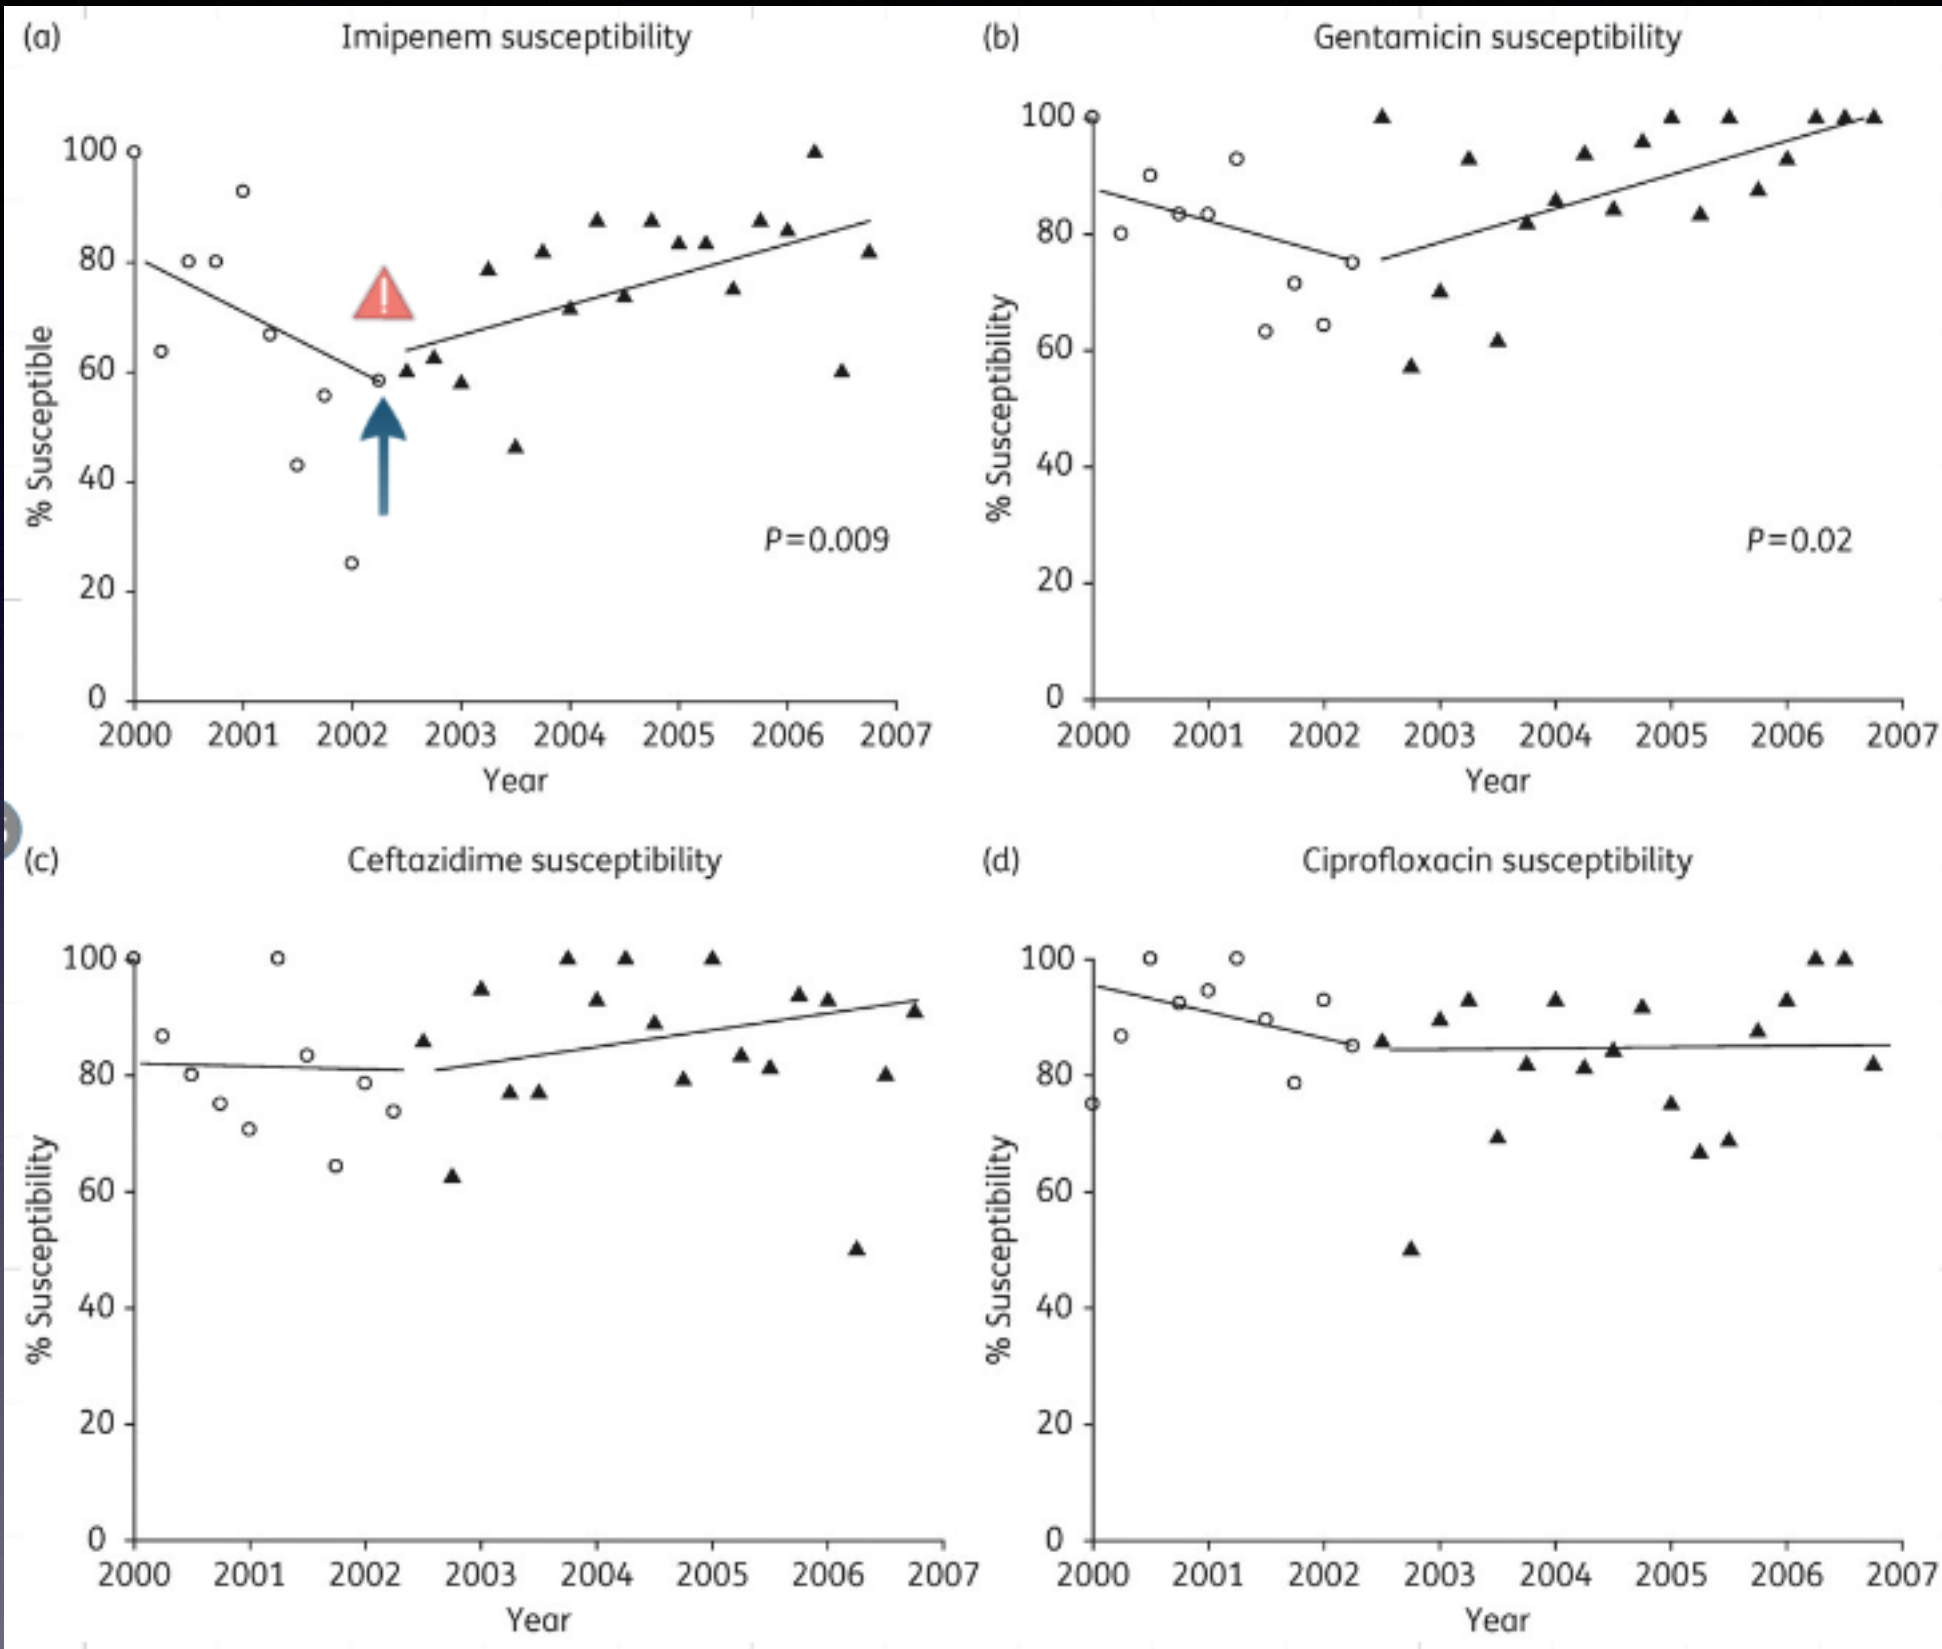 (a)
Imipenem susceptibility
% Susceptible
100
80
60
40
20
0
!
P=0.009
2000 2001 2002 2003 2004 2005 2006 2007
Year
(b)
Gentamicin susceptibility
% Susceptibility
100
80
60
40
20
0
P=0.02
2000 2001 2002 2003 2004 2005 2006 2007
Year
(c)
Ceftazidime susceptibility
% Susceptibility
100
80
60
40
20
0
2000 2001 2002 2003 2004 2005 2006 2007
Year
(d)
Ciprofloxacin susceptibility
% Susceptibility
100
80
60
40
20
0
2000 2001 2002 2003 2004 2005 2006 2007
Year